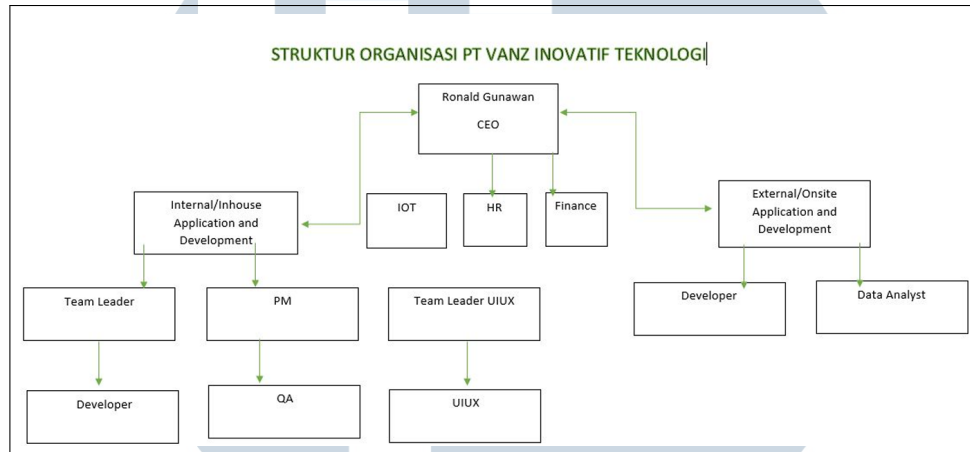 STRUKTUR ORGANISASI PT VANZ INOVATIF TEKNOLOGI
Ronald Gunawan
CEO
Internal/Inhouse
Application and
Development
IOT
HR
Finance
External/Onsite
Application and
Development
Team Leader
PM
Team Leader UIUX
Developer
Data Analyst
Developer
QA
UIUX